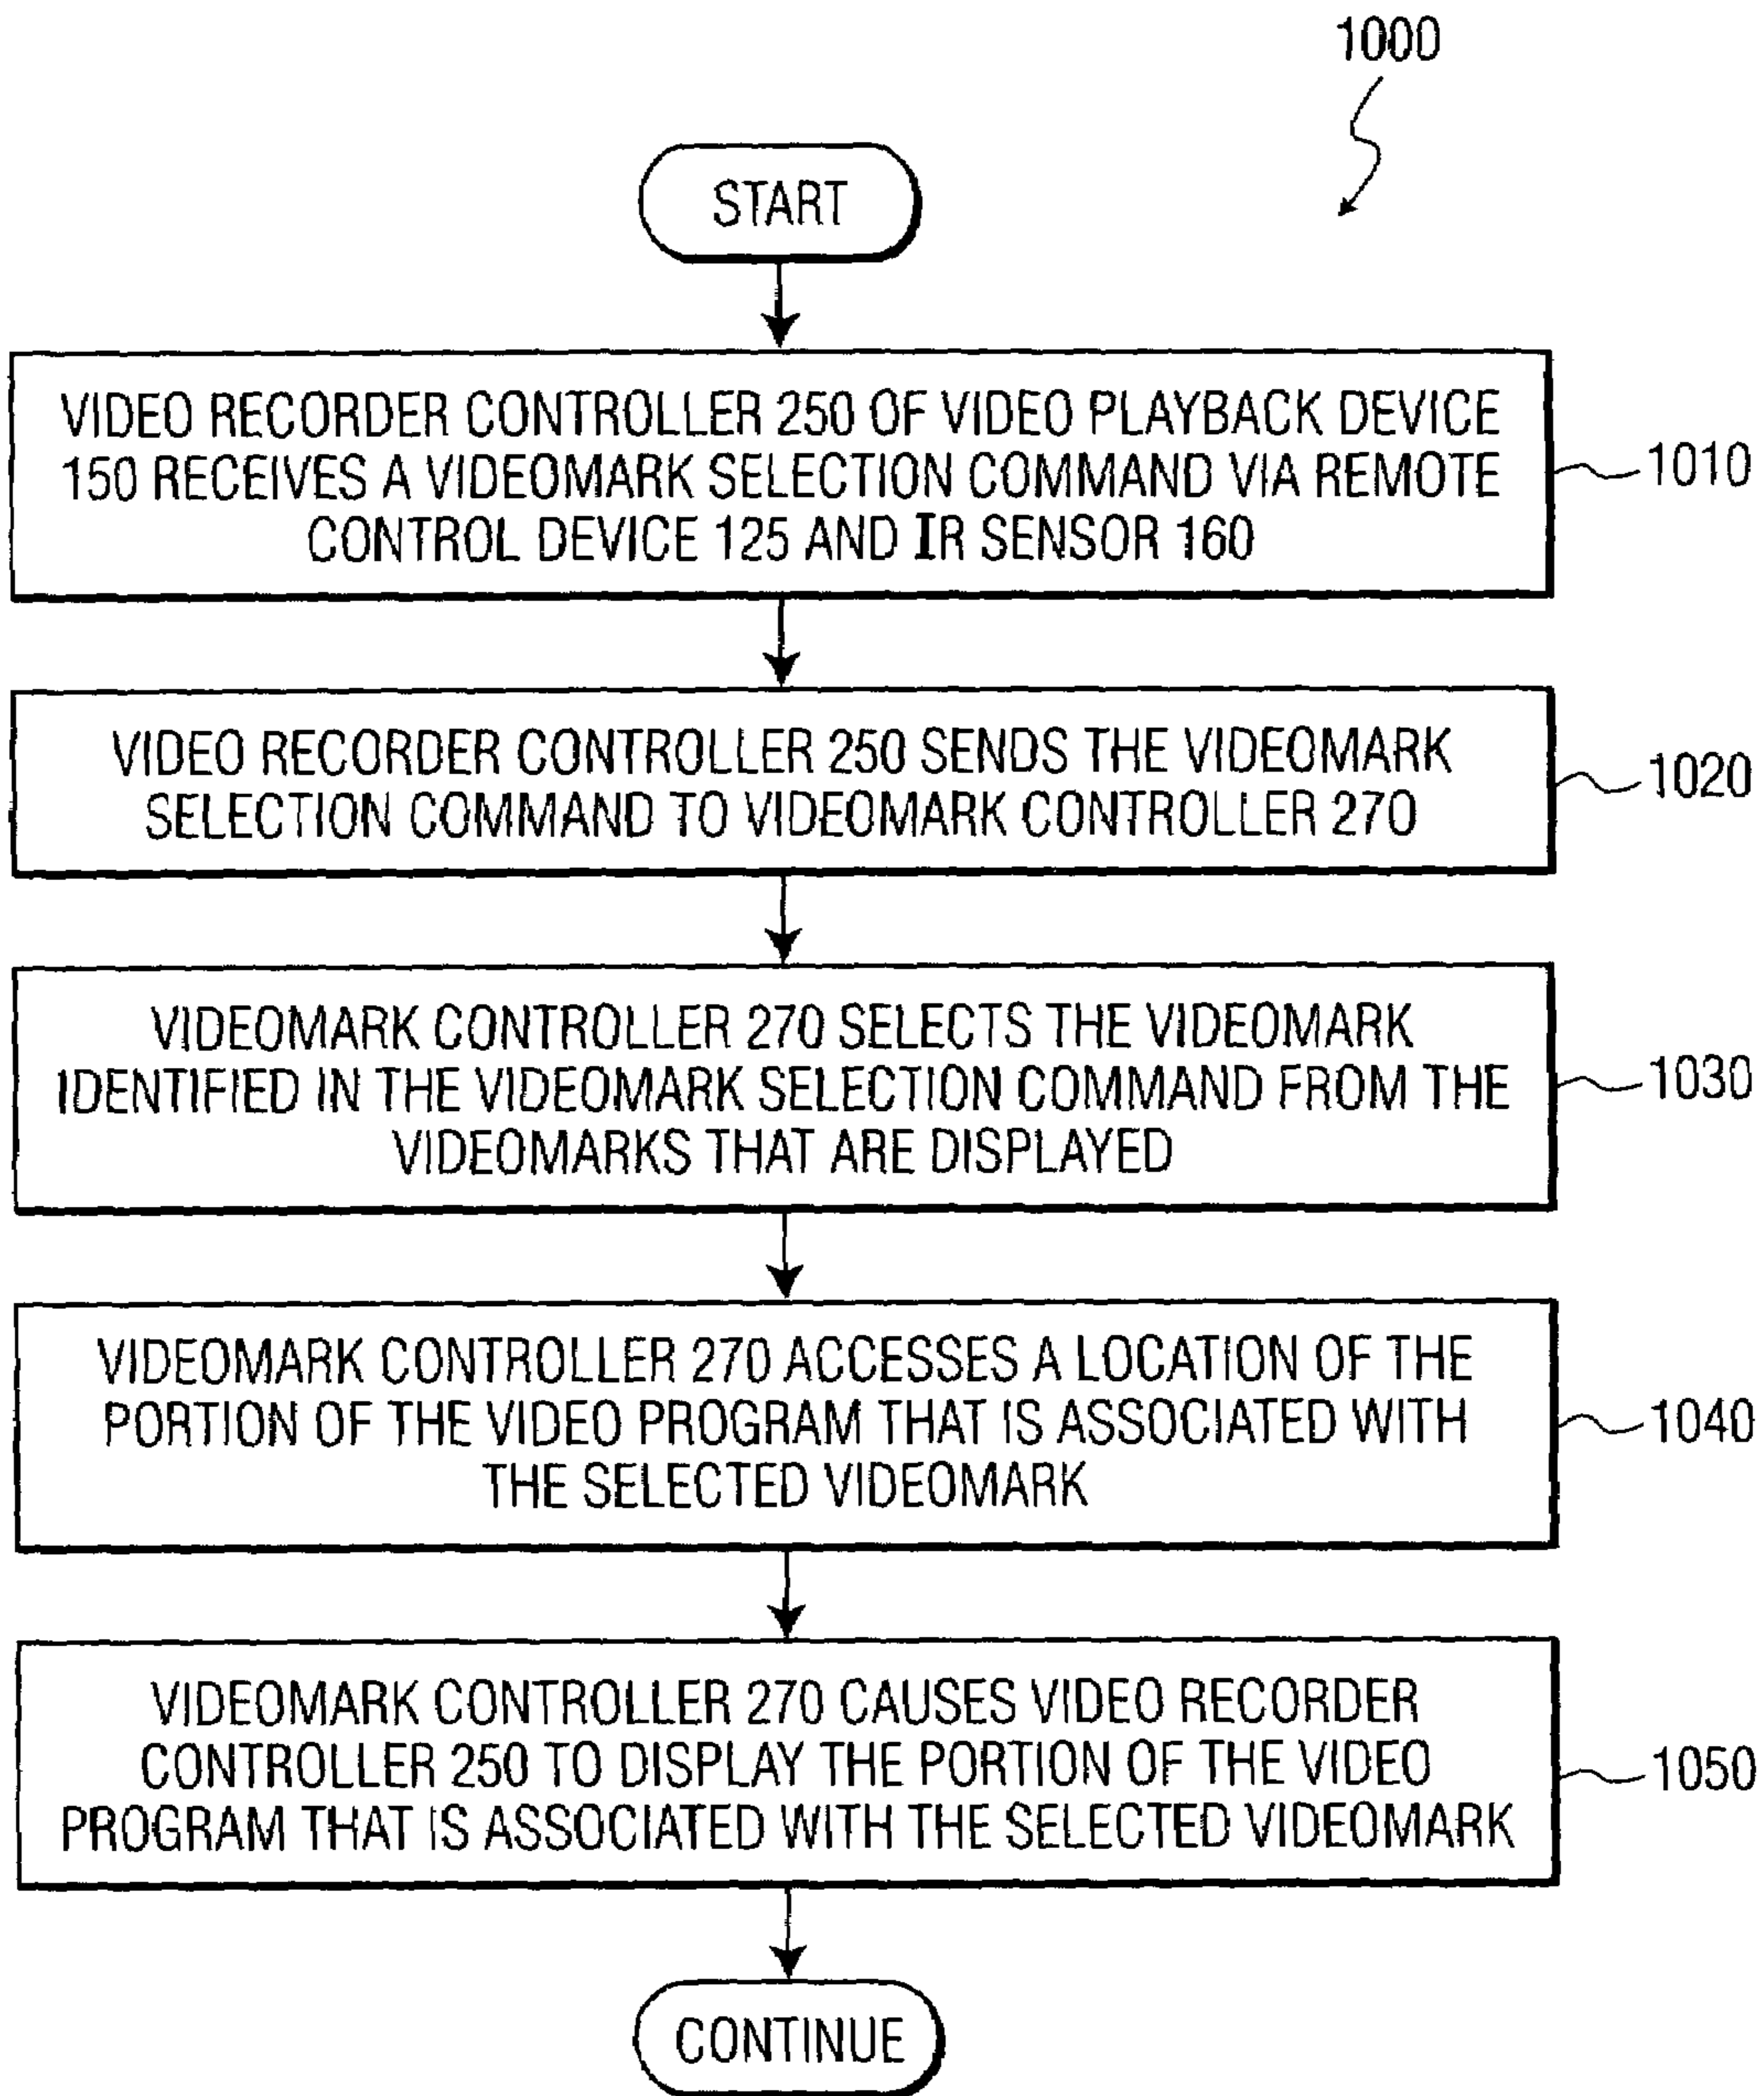 1000
START
VIDEO RECORDER CONTROLLER 250 OF VIDEO PLAYBACK DEVICE
150 RECEIVES A VIDEOMARK SELECTION COMMAND VIA REMOTE
CONTROL DEVICE 125 AND IR SENSOR 160
1010
VIDEO RECORDER CONTROLLER 250 SENDS THE VIDEOMARK
SELECTION COMMAND TO VIDEOMARK CONTROLLER 270
1020
VIDEOMARK CONTROLLER 270 SELECTS THE VIDEOMARK
IDENTIFIED IN THE VIDEOMARK SELECTION COMMAND FROM THE
VIDEOMARKS THAT ARE DISPLAYED
1030
VIDEOMARK CONTROLLER 270 ACCESSES A LOCATION OF THE
PORTION OF THE VIDEO PROGRAM THAT IS ASSOCIATED WITH
THE SELECTED VIDEOMARK
1040
VIDEOMARK CONTROLLER 270 CAUSES VIDEO RECORDER
CONTROLLER 250 TO DISPLAY THE PORTION OF THE VIDEO
PROGRAM THAT IS ASSOCIATED WITH THE SELECTED VIDEOMARK
1050
CONTINUE